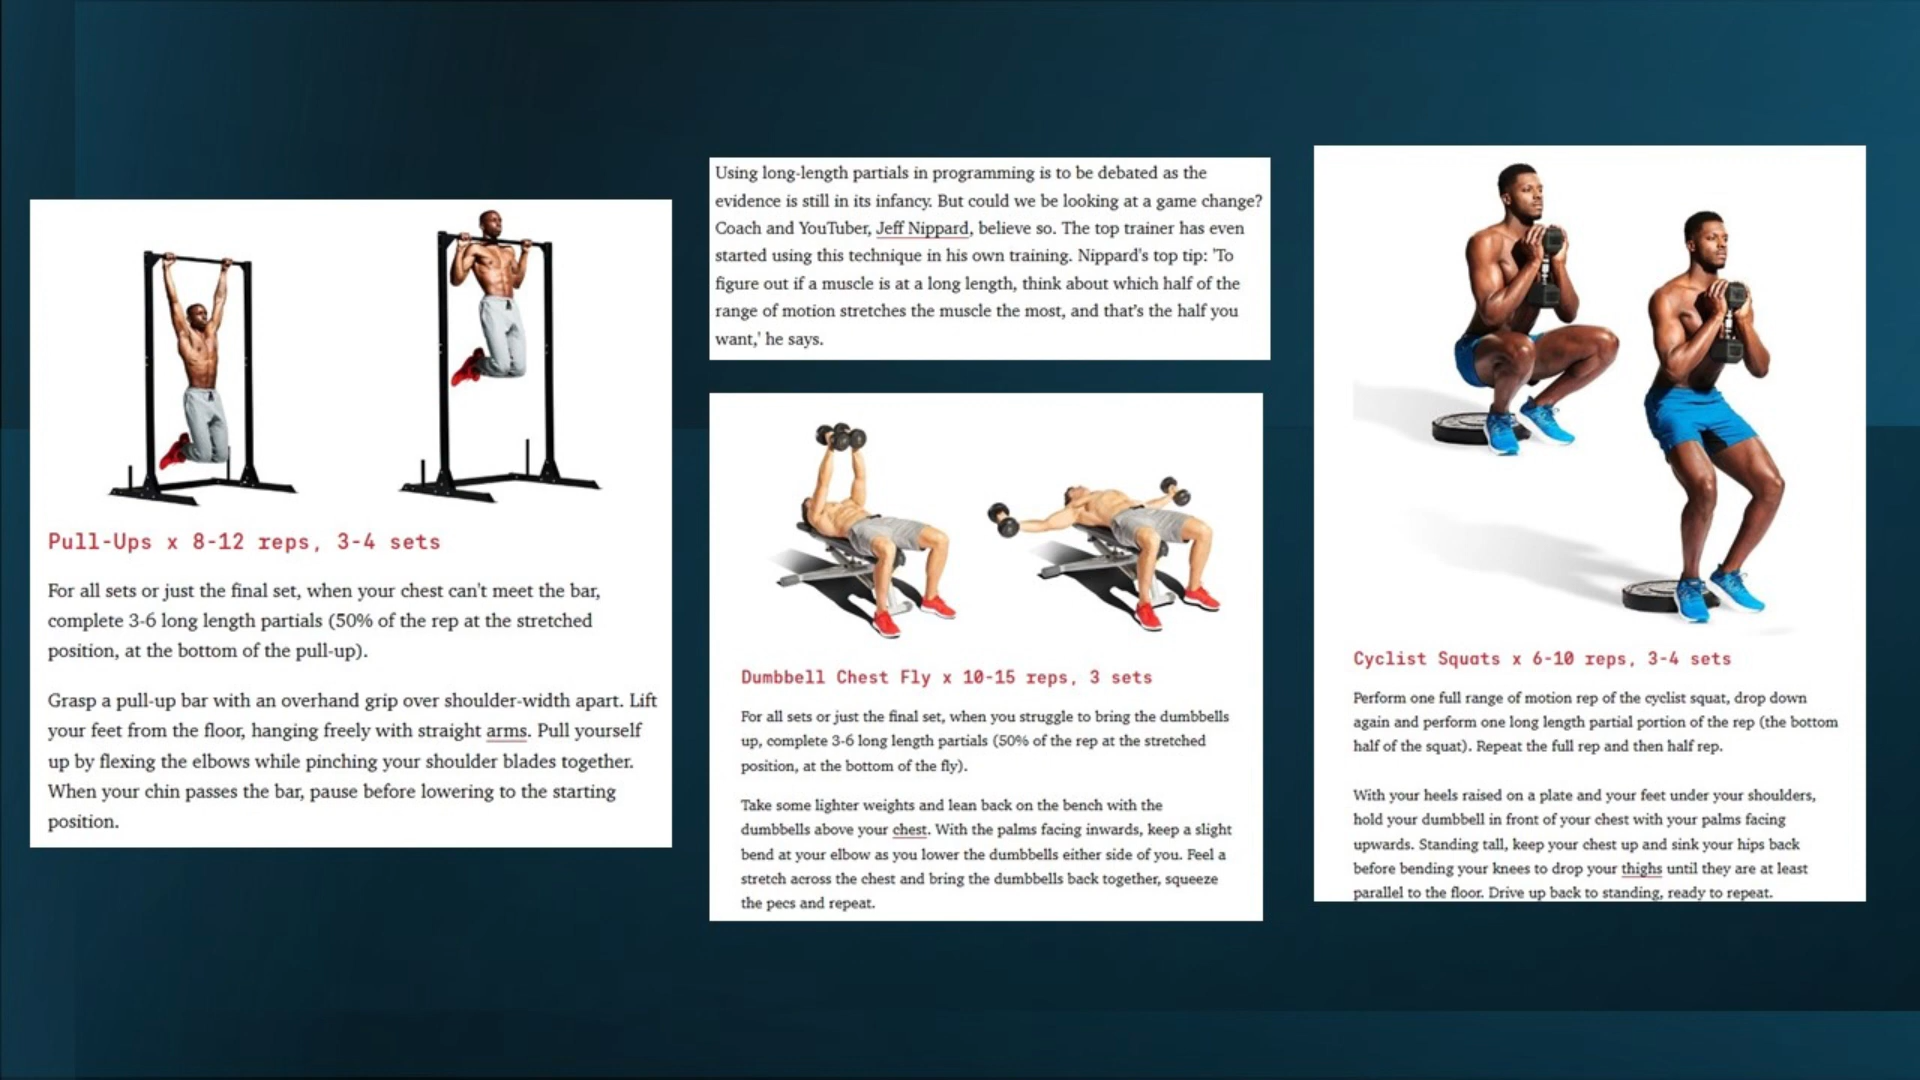 Pull-Ups x 8-12 reps, 3-4 sets
For all sets or just the final set, when your chest can't meet the bar,
complete 3-6 long length partials (50% of the rep at the stretched
position, at the bottom of the pull-up).
Grasp a pull-up bar with an overhand grip over shoulder-width apart. Lift
your feet from the floor, hanging freely with straight arms. Pull yourself
up by flexing the elbows while pinching your shoulder blades together.
When your chin passes the bar, pause before lowering to the starting
position.
Using long-length partials in programming is to be debated as the
evidence is still in its infancy. But could we be looking at a game change?
Coach and YouTuber, Jeff Nippard, believe so. The top trainer has even
started using this technique in his own training. Nippard's top tip: 'To
figure out if a muscle is at a long length, think about which half of the
range of motion stretches the muscle the most, and that's the half you
want,' he says.
Dumbbell Chest Fly x 10-15 reps, 3 sets
For all sets or just the final set, when you struggle to bring the dumbbells
up, complete 3-6 long length partials (50% of the rep at the stretched
position, at the bottom of the fly).
Take some lighter weights and lean back on the bench with the
dumbbells above your chest. With the palms facing inwards, keep a slight
bend at your elbow as you lower the dumbbells either side of you. Feel a
stretch across the chest and bring the dumbbells back together, squeeze
the pecs and repeat.
Cyclist Squats x 6-10 reps, 3-4 sets
Perform one full range of motion rep of the cyclist squat, drop down
again and perform one long length partial portion of the rep (the bottom
half of the squat). Repeat the full rep and then half rep.
With your heels raised on a plate and your feet under your shoulders,
hold your dumbbell in front of your chest with your palms facing
upwards. Standing tall, keep your chest up and sink your hips back
before bending your knees to drop your thighs until they are at least
parallel to the floor. Drive up back to standing, ready to repeat.